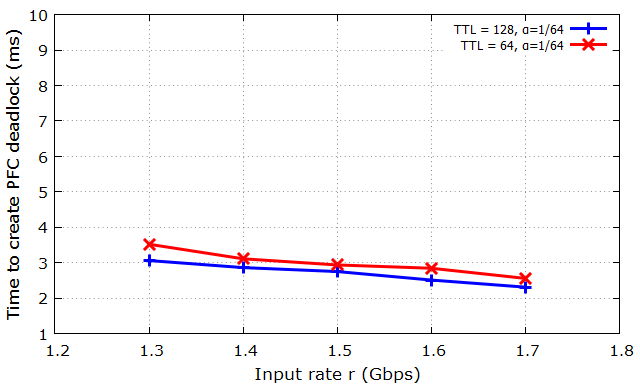 10
9
8
7
6
5
4
3
2
1
Time to create PFC deadlock (ms)
TTL = 128, α=1/64
TTL = 64, α=1/64
1.2 1.3 1.4 1.5 1.6 1.7 1.8
Input rate r (Gbps)